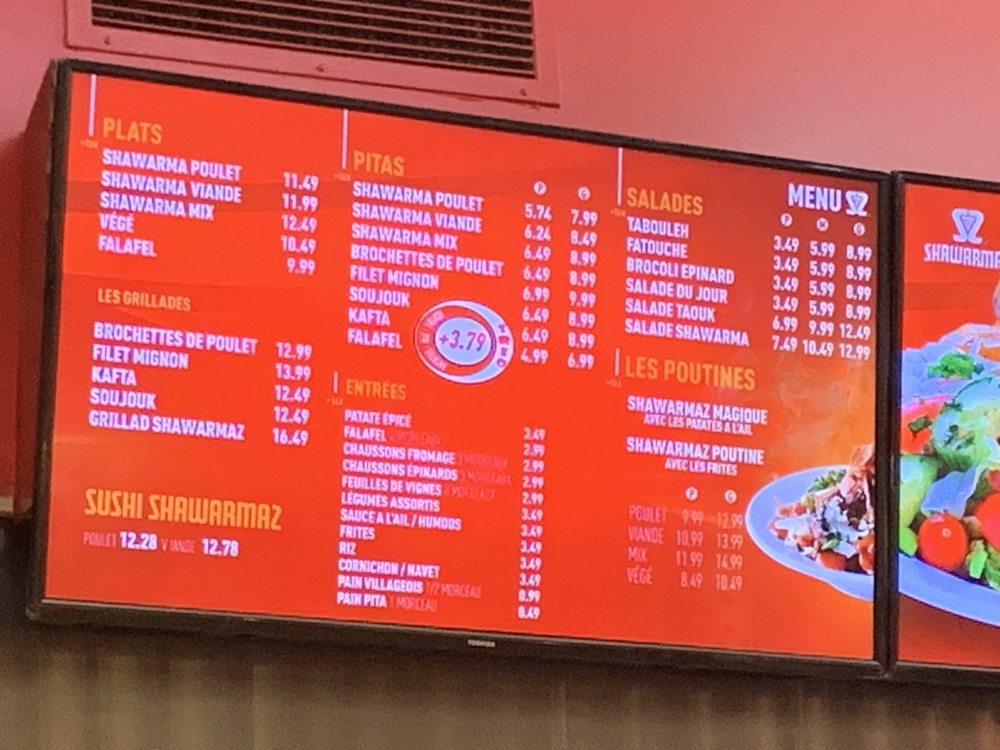 PLATS
SHAWARMA POULET 11.49
SHAWARMA VIANDE 11.99
SHAWARMA MIX 12.49
VÉGÉ 10.49
FALAFEL 9.99
LES GRILLADES
BROCHETTES DE POULET 12.99
FILET MIGNON 13.99
KAFTA 12.49
SOUJOUK 12.49
GRILLAD SHAWARMAZ 16.49
SUSHI SHAWARMAZ
POULET 12.28 VIANDE 12.78
PITAS
P G
SHAWARMA POULET 5.74 7.99
SHAWARMA VIANDE 6.24 8.49
SHAWARMA MIX 6.49 8.99
BROCHETTES DE POULET 6.49 8.99
FILET MIGNON 6.99 9.99
SOUJOUK 6.49 8.99
KAFTA 6.49 8.99
FALAFEL 4.99 6.99
+3.79
ENTRÉES
PATATE ÉPICÉ 3.49
FALAFEL MORCEAUX 2.99
CHAUSSONS FROMAGE MORCEAUX 2.99
CHAUSSONS ÉPINARDS MORCEAUX 2.99
FEUILLES DE VIGNES MORCEAUX 2.99
LÉGUMES ASSORTIS 3.49
SAUCE A L'AIL / HUMOUS 3.49
FRITES 3.49
RIZ 3.49
CORNICHON / NAVET 3.49
PAIN VILLAGEOIS 1/2 MORCEAU 0.99
PAIN PITA 1 MORCEAU 0.49
MENU
SALADES
P M G
TABOULEH 3.49 5.99 8.99
FATOUCHE 3.49 5.99 8.99
BROCOLI EPINARD 3.49 5.99 8.99
SALADE DU JOUR 3.49 5.99 8.99
SALADE TAOUK 6.99 9.99 12.49
SALADE SHAWARMA 7.49 10.49 12.99
LES POUTINES
SHAWARMAZ MAGIQUE
AVEC LES PATATES A L'AIL
SHAWARMAZ POUTINE
AVEC LES FRITES
P G
POULET 9.99 12.99
VIANDE 10.99 13.99
MIX 11.99 14.99
VÉGÉ 8.49 10.49
TOSHIBA
SHAWARMA